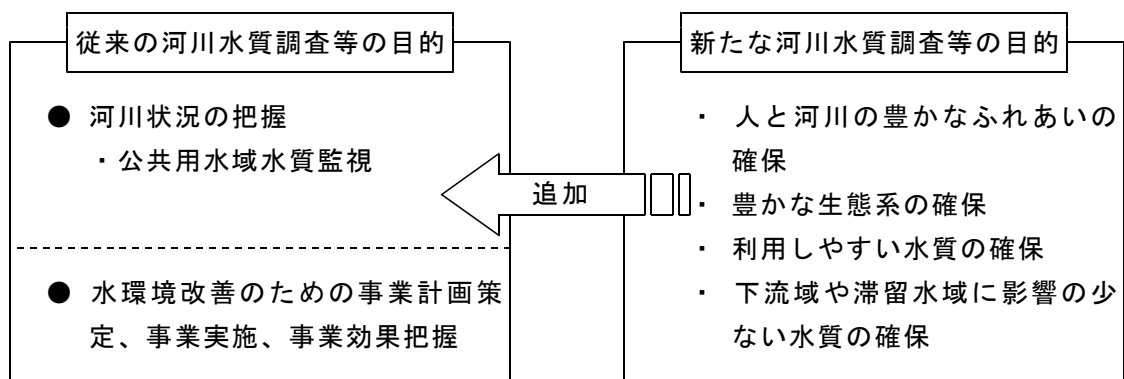 従来の河川水質調査等の目的
● 河川状況の把握
・公共用水域水質監視
● 水環境改善のための事業計画策
定、事業実施、事業効果把握
追加
新たな河川水質調査等の目的
・ 人と河川の豊かなふれあいの
確保
・ 豊かな生態系の確保
・ 利用しやすい水質の確保
・ 下流域や滞留水域に影響の少
ない水質の確保